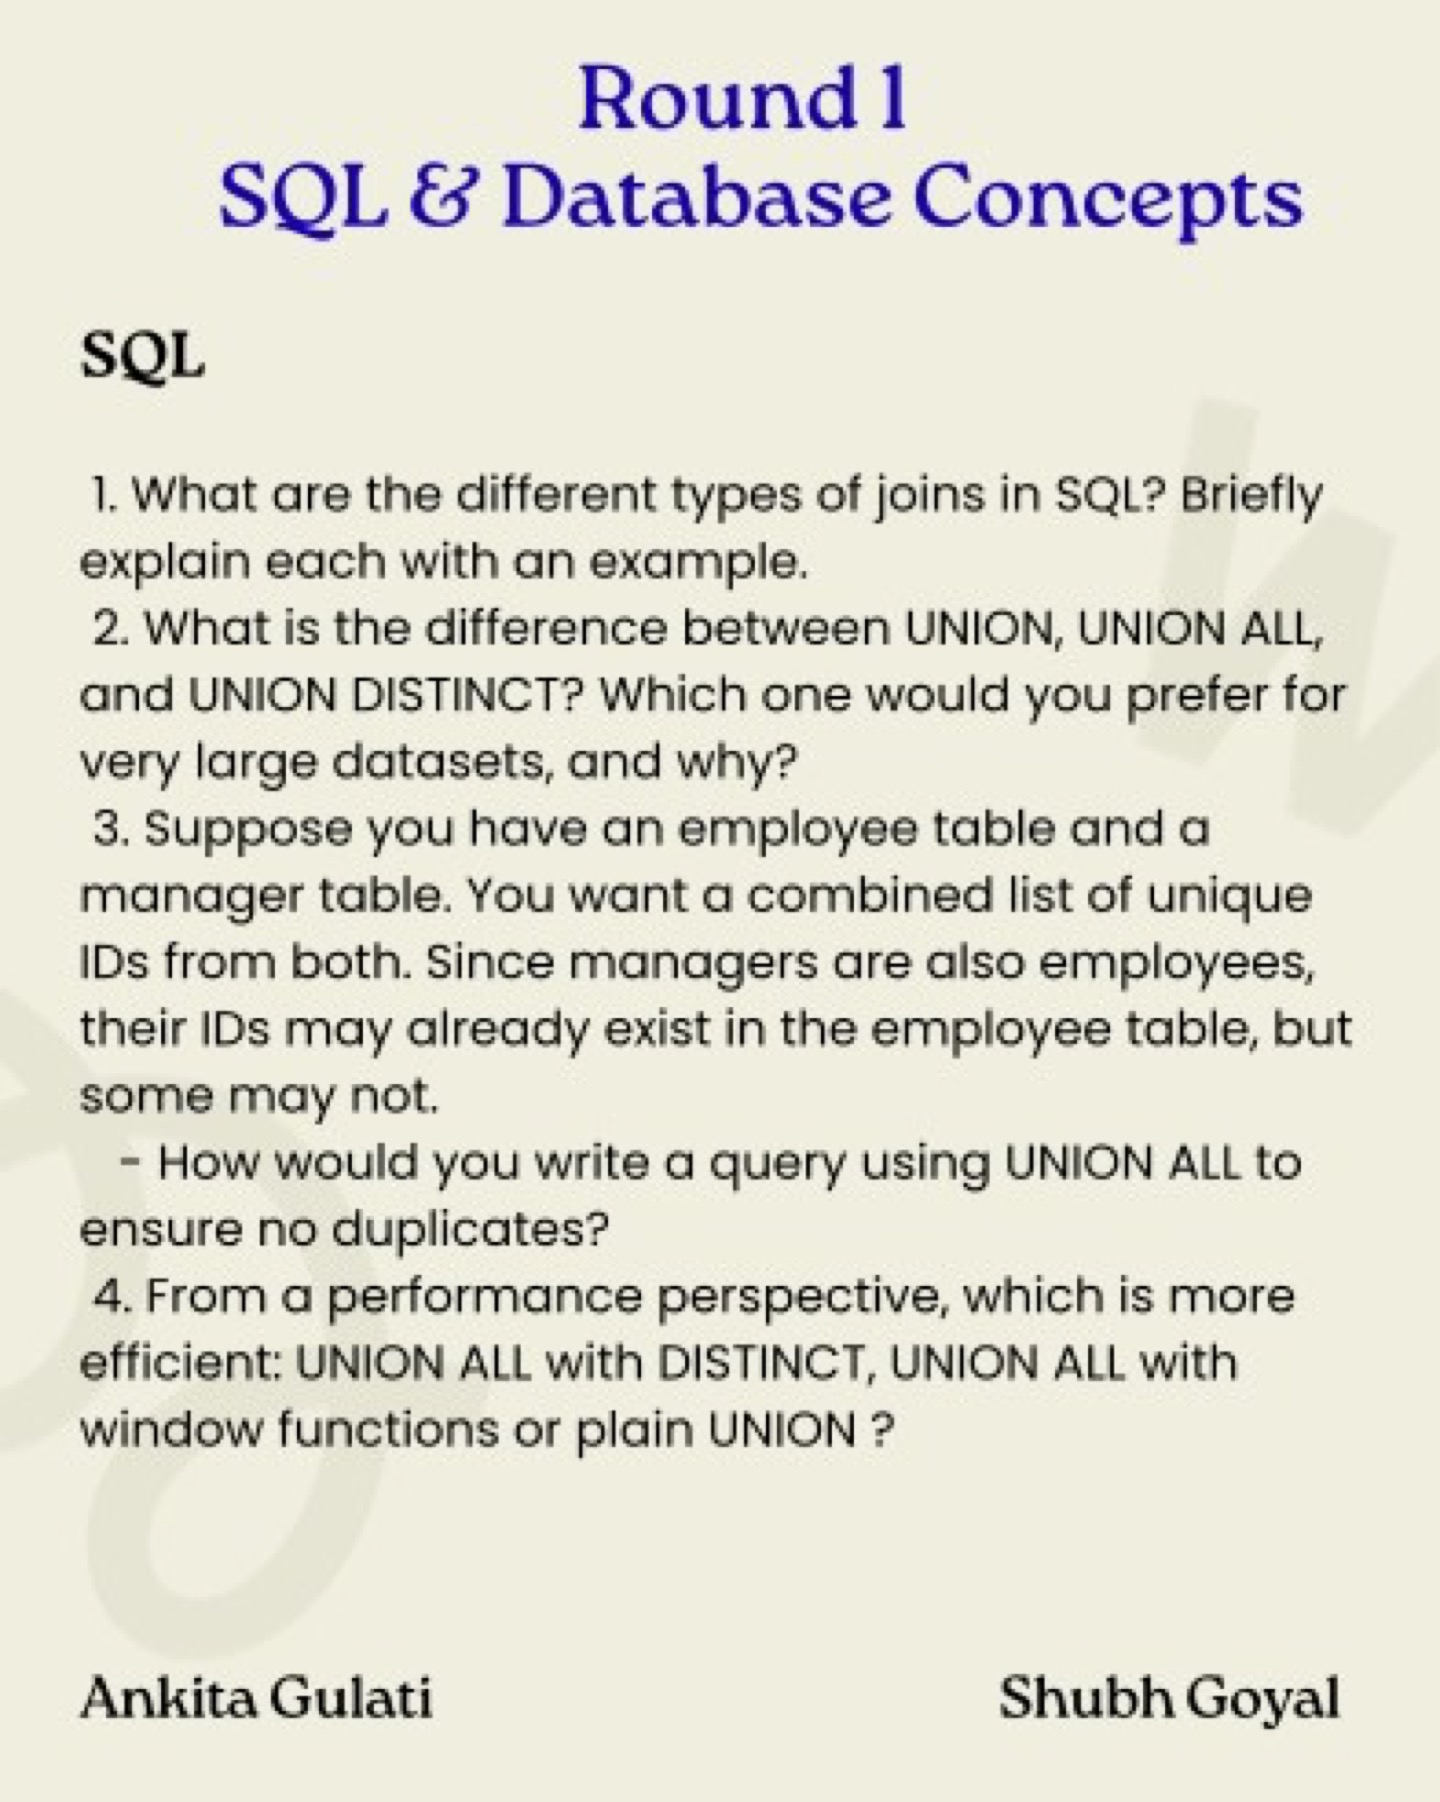 Round 1
SQL & Database Concepts
SQL
1. What are the different types of joins in SQL? Briefly
explain each with an example.
2. What is the difference between UNION, UNION ALL,
and UNION DISTINCT? Which one would you prefer for
very large datasets, and why?
3. Suppose you have an employee table and a
manager table. You want a combined list of unique
IDs from both. Since managers are also employees,
their IDs may already exist in the employee table, but
some may not.
- How would you write a query using UNION ALL to
ensure no duplicates?
4. From a performance perspective, which is more
efficient: UNION ALL with DISTINCT, UNION ALL with
window functions or plain UNION ?
Ankita Gulati
Shubh Goyal